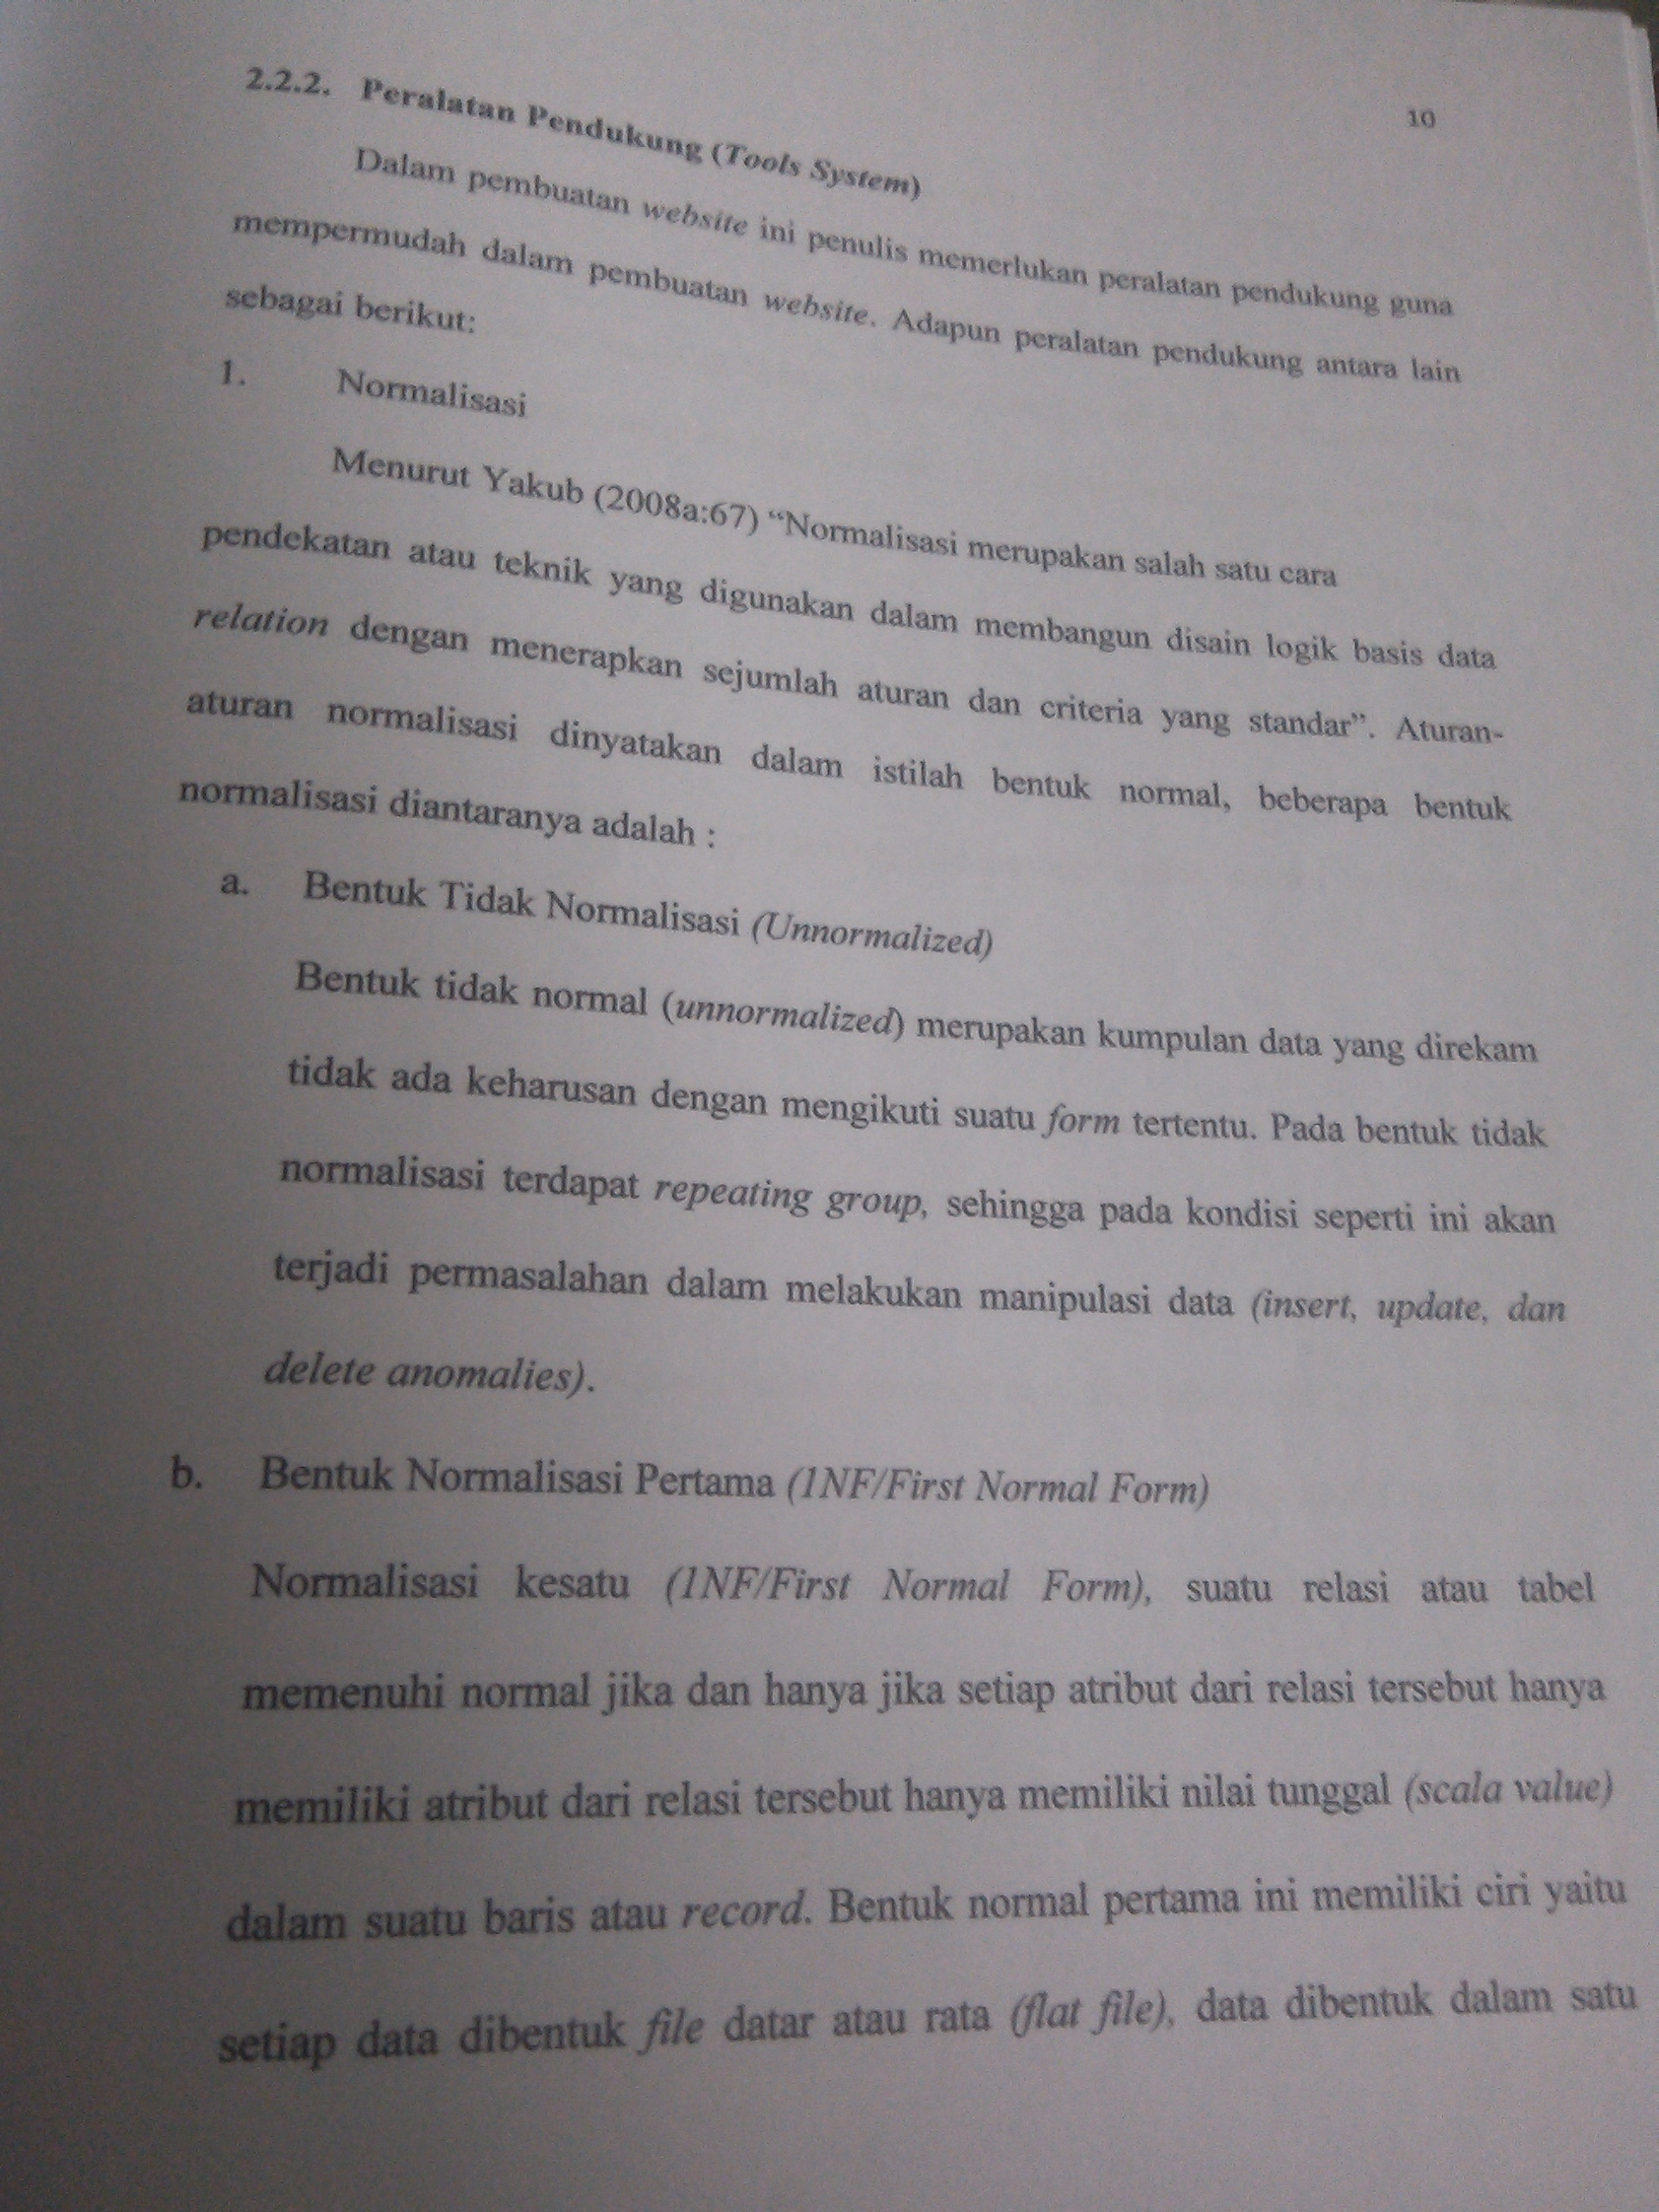 10
2.2.2. Peralatan Pendukung (Tools System)
Dalam pembuatan website ini penulis memerlukan peralatan pendukung guna
mempermudah dalam pembuatan website. Adapun peralatan pendukung antara lain
sebagai berikut:
1. Normalisasi
Menurut Yakub (2008a:67) “Normalisasi merupakan salah satu cara
pendekatan atau teknik yang digunakan dalam membangun disain logik basis data
relation dengan menerapkan sejumlah aturan dan criteria yang standar”. Aturan-
aturan normalisasi dinyatakan dalam istilah bentuk normal, beberapa bentuk
normalisasi diantaranya adalah :
a. Bentuk Tidak Normalisasi (Unnormalized)
Bentuk tidak normal (unnormalized) merupakan kumpulan data yang direkam
tidak ada keharusan dengan mengikuti suatu form tertentu. Pada bentuk tidak
normalisasi terdapat repeating group, sehingga pada kondisi seperti ini akan
terjadi permasalahan dalam melakukan manipulasi data (insert, update, dan
delete anomalies).
b. Bentuk Normalisasi Pertama (1NF/First Normal Form)
Normalisasi kesatu (1NF/First Normal Form), suatu relasi atau tabel
memenuhi normal jika dan hanya jika setiap atribut dari relasi tersebut hanya
memiliki atribut dari relasi tersebut hanya memiliki nilai tunggal (scala value)
dalam suatu baris atau record. Bentuk normal pertama ini memiliki ciri yaitu
setiap data dibentuk file datar atau rata (flat file), data dibentuk dalam satu